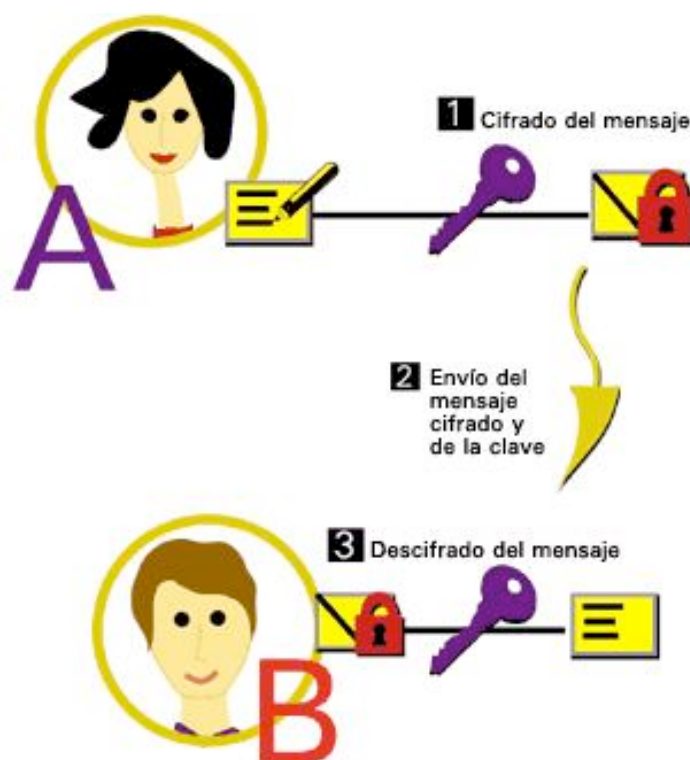 A
1 Cifrado del mensaje
2 Envío del
mensaje
cifrado y
de la clave
3 Descifrado del mensaje
B